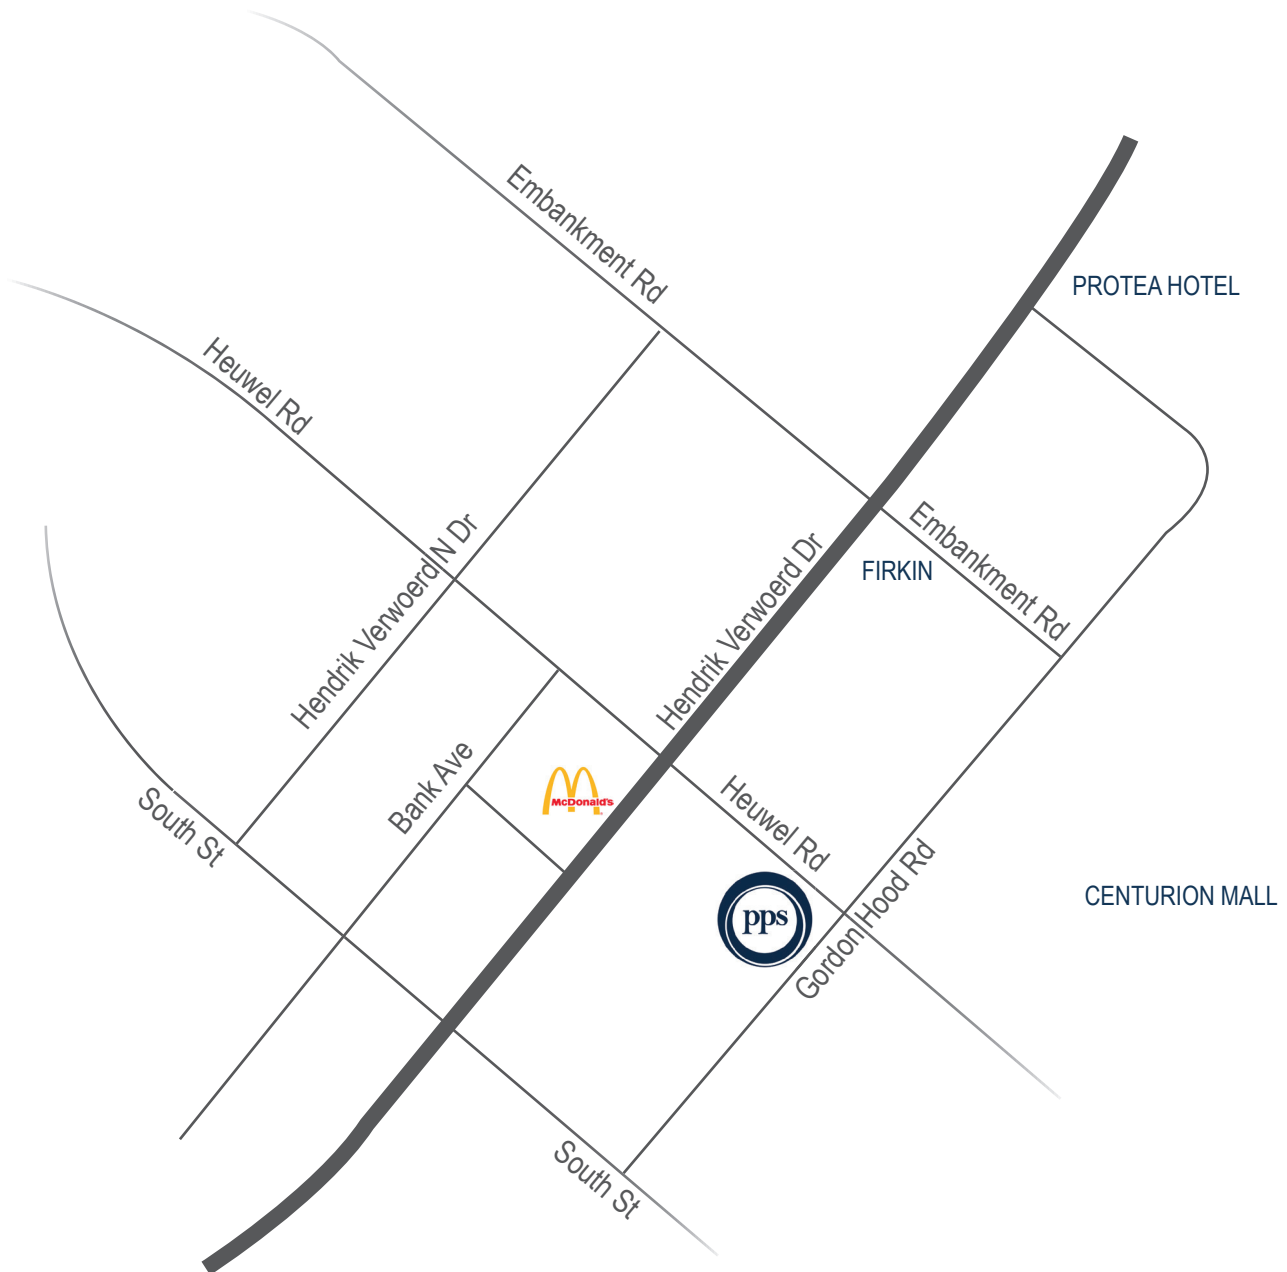 Embankment Rd
PROTEA HOTEL
Heuwel Rd
Hendrik Verwoerd N Dr
Hendrik Verwoerd Dr
Embankment Rd
FIRKIN
Bank Ave
McDonald's
South St
Heuwel Rd
pps
Gordon Hood Rd
CENTURION MALL
South St